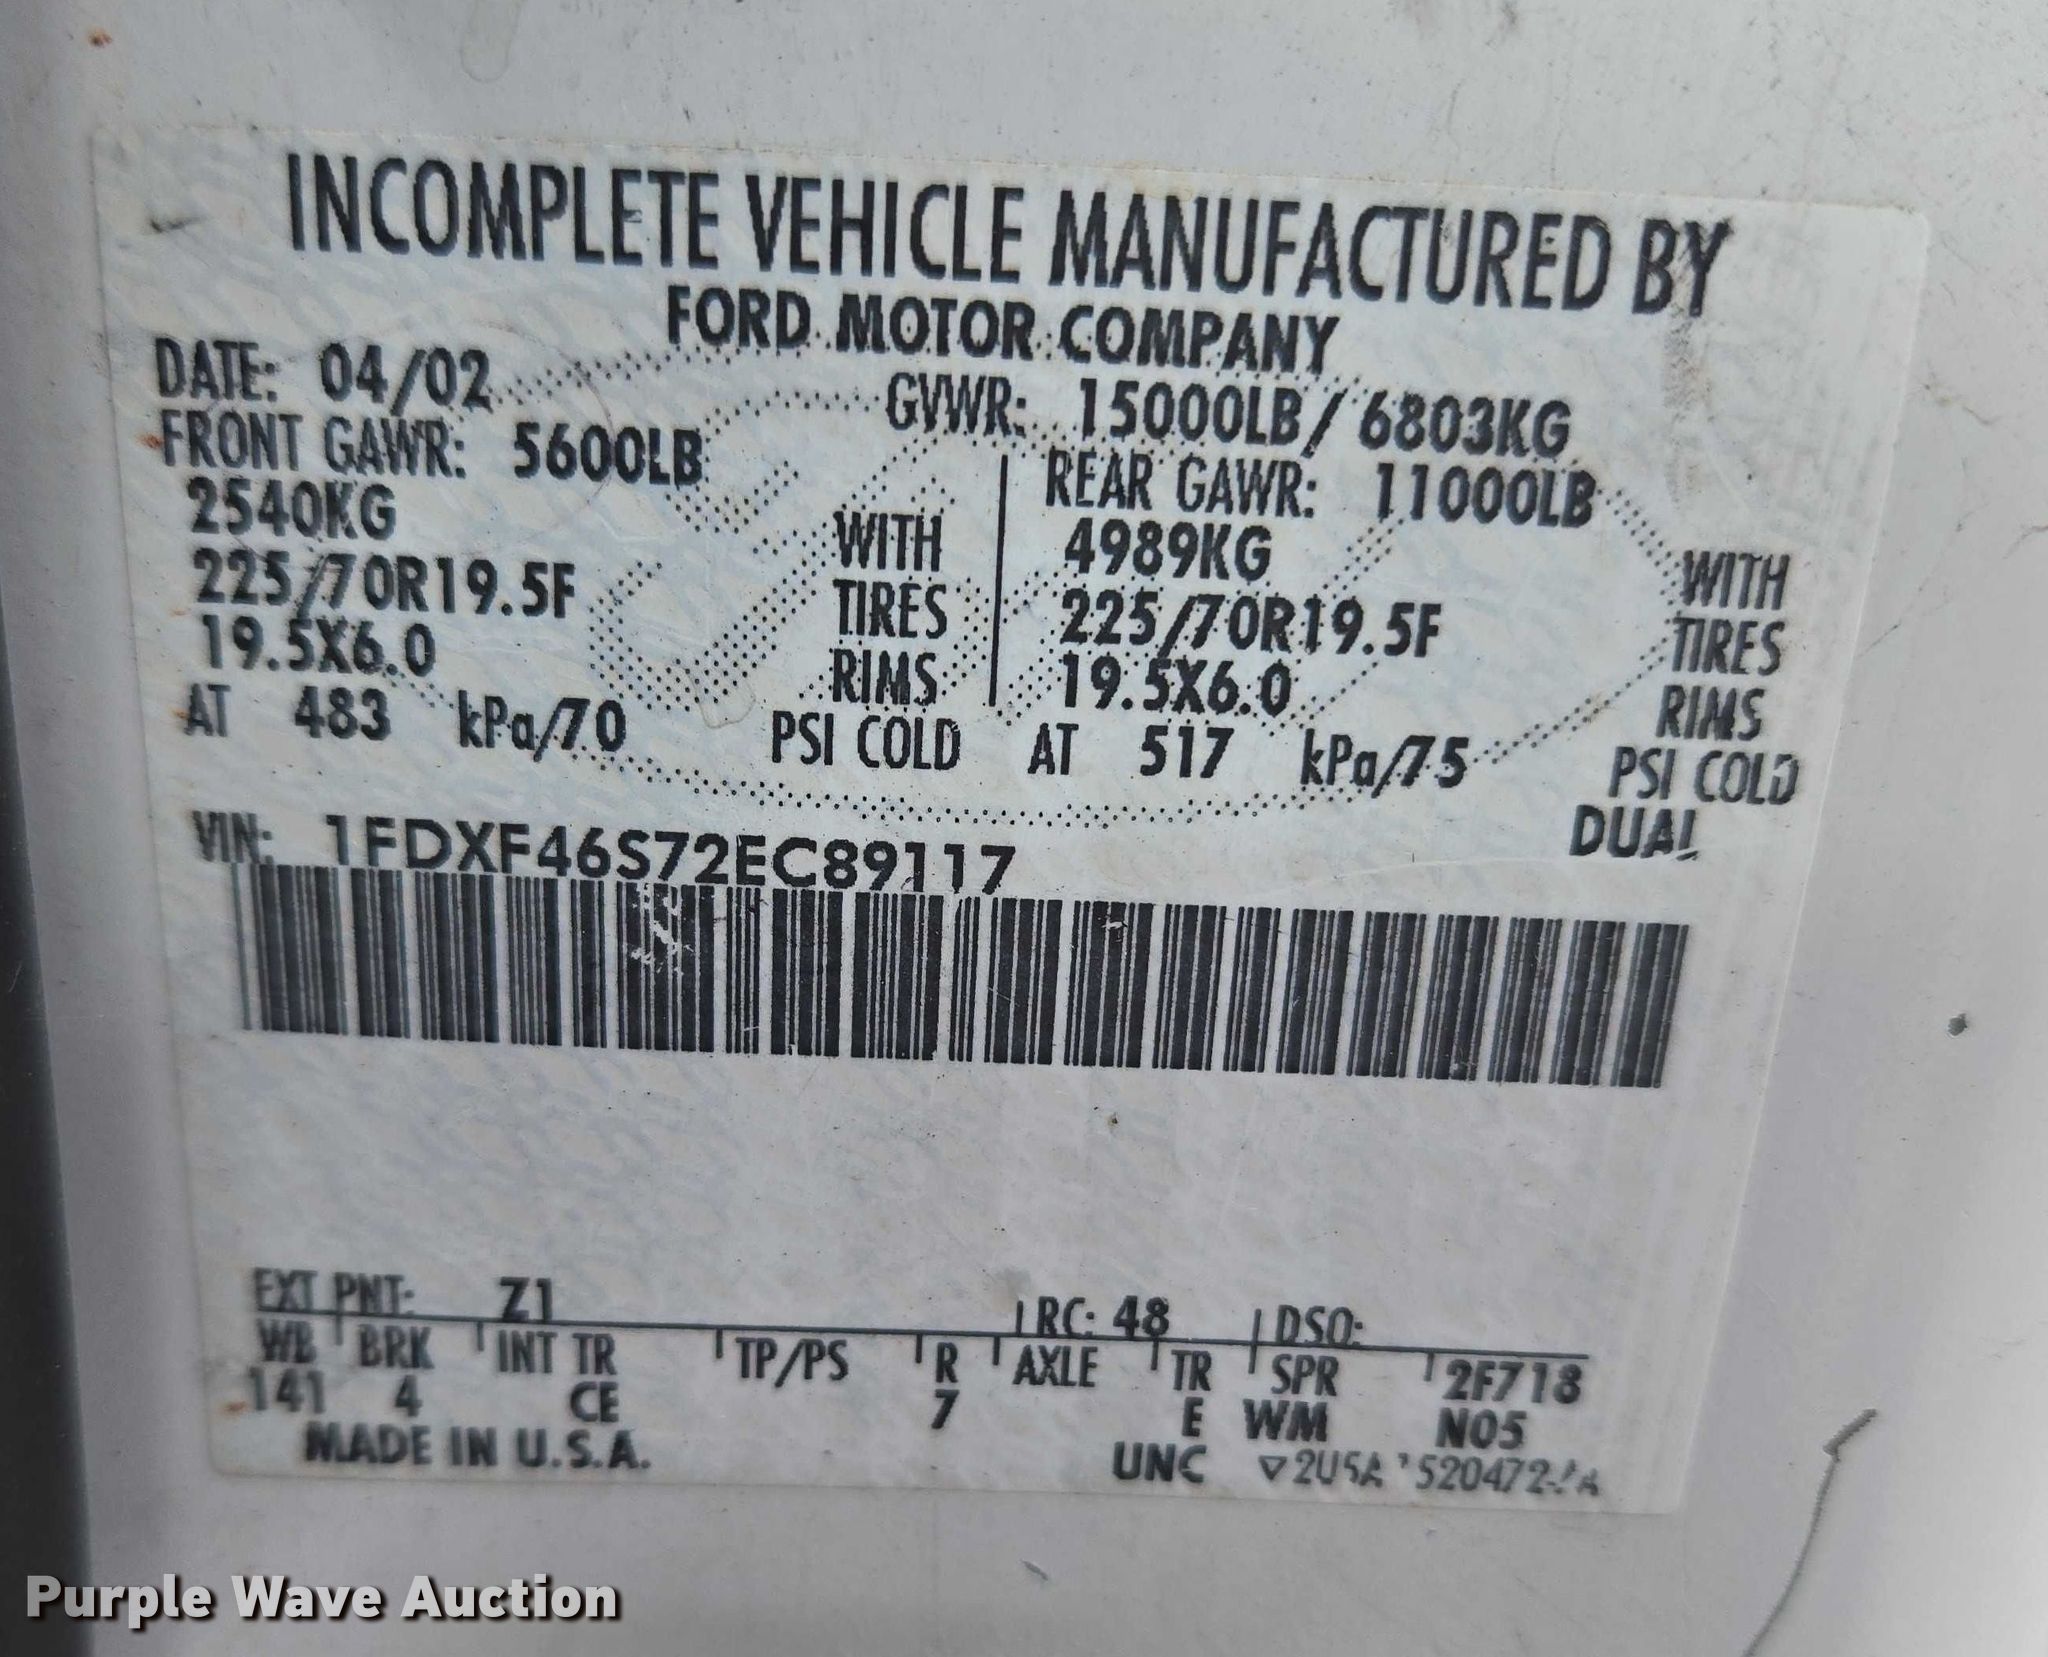 INCOMPLETE VEHICLE MANUFACTURED BY
FORD MOTOR COMPANY
DATE: 04/02 GVWR: 15000LB/ 6803KG
FRONT GAWR: 5600LB REAR GAWR: 11000LB
2540KG WITH 4989KG WITH
225/70R19.5F TIRES 225/70R19.5F TIRES
19.5X6.0 RIMS 19.5X6.0 RIMS
AT 483 kPa/70 PSI COLD AT 517 kPa/75 PSI COLD
DUAL
VIN: 1FDXF46S72EC89117
EXT PNT: Z1 RC: 48 DSO:
WB BRK INT TR TP/PS R AXLE TR SPR 2F718
141 4 CE 7 E WM N05
MADE IN U.S.A. UNC
Purple Wave Auction